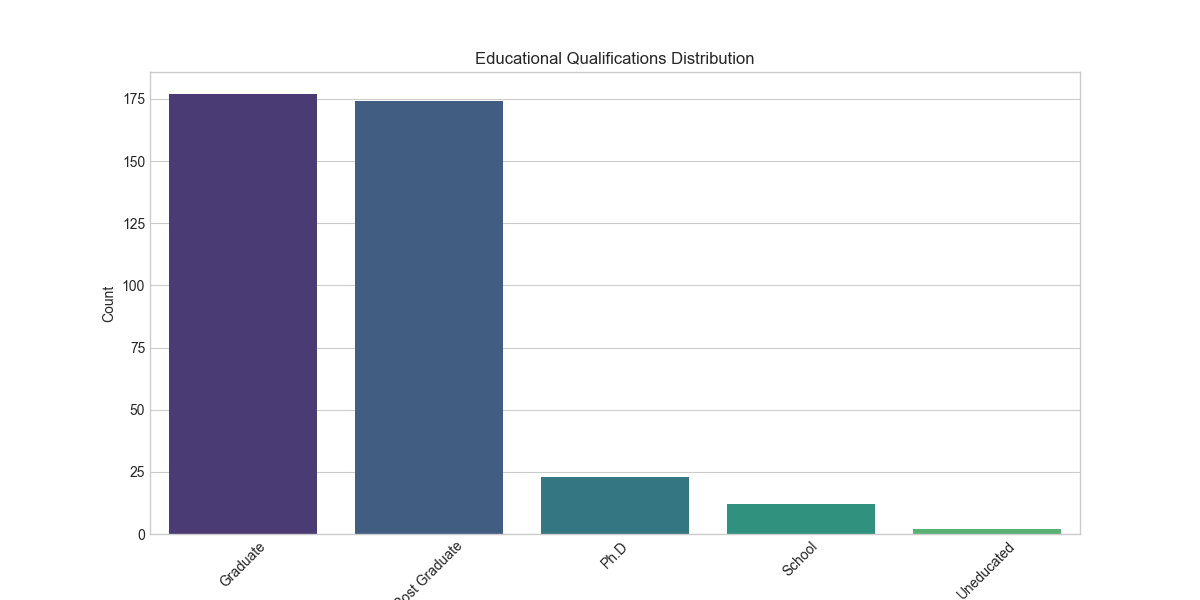 Educational Qualifications Distribution
Count
175
150
125
100
75
50
25
0
Graduate
Post Graduate
Ph.D
School
Uneducated